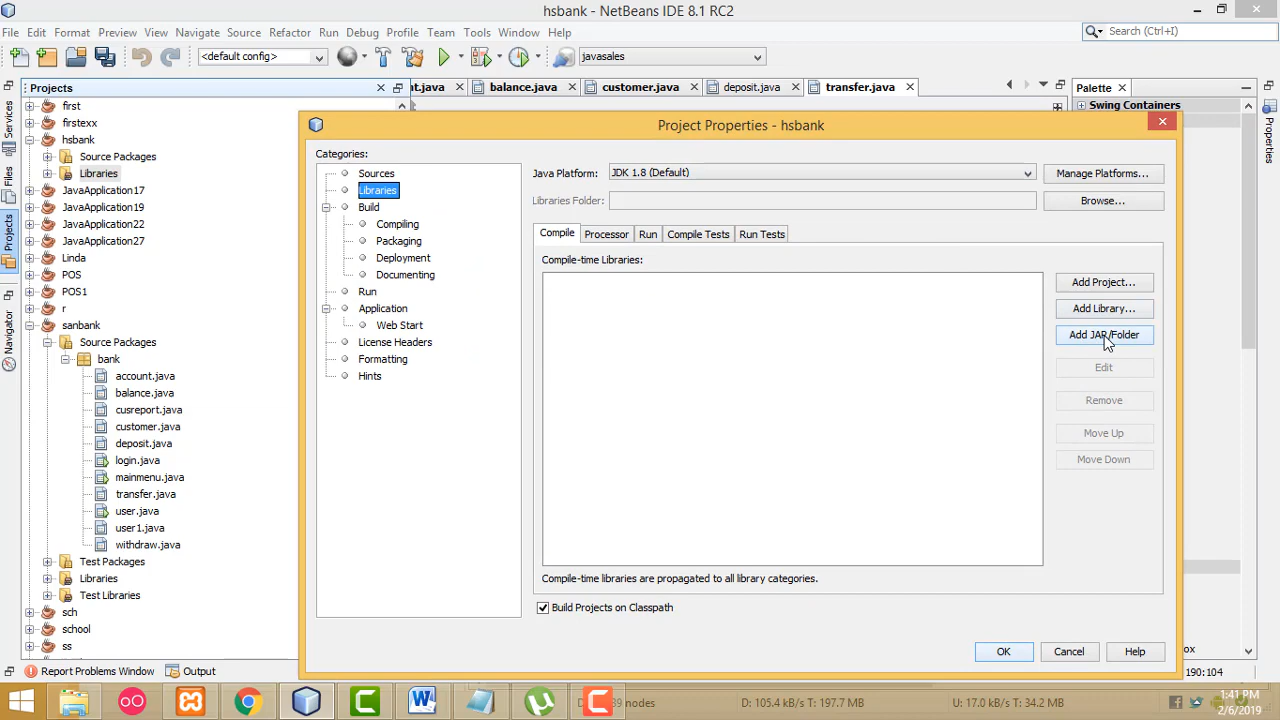 hsbank - NetBeans IDE 8.1 RC2
File Edit Format Preview View Navigate Source Refactor Run Debug Profile Team Tools Window Help
Search (Ctrl+I)
<default config>
javasales
Projects
balance.java
customer.java
deposit.java
transfer.java
Palette
Swing Containers
Services
Files
Projects
Navigator
Properties
first
firstxx
hsbank
Source Packages
Libraries
JavaApplication17
JavaApplication19
JavaApplication22
JavaApplication27
Linda
POS
POS1
r
sanbank
Source Packages
bank
account.java
balance.java
cusreport.java
customer.java
deposit.java
login.java
mainmenu.java
transfer.java
user.java
user1.java
withdraw.java
Test Packages
Libraries
Test Libraries
sch
school
ss
Project Properties - hsbank
Categories:
Sources
Libraries
Build
Compiling
Packaging
Deployment
Documenting
Run
Application
Web Start
License Headers
Formatting
Hints
Java Platform:
JDK 1.8 (Default)
Manage Platforms...
Libraries Folder:
Browse...
Compile Processor Run Compile Tests Run Tests
Compile-time Libraries:
Add Project...
Add Library...
Add JAR/Folder
Edit
Remove
Move Up
Move Down
Compile-time libraries are propagated to all library categories.
Build Projects on Classpath
OK Cancel Help
Report Problems Window
Output
190:104
nodes
D: 105.4 kB/s T: 197.7 MB
U: 17.0 kB/s T: 34.2 MB
1:41 PM
2/6/2019